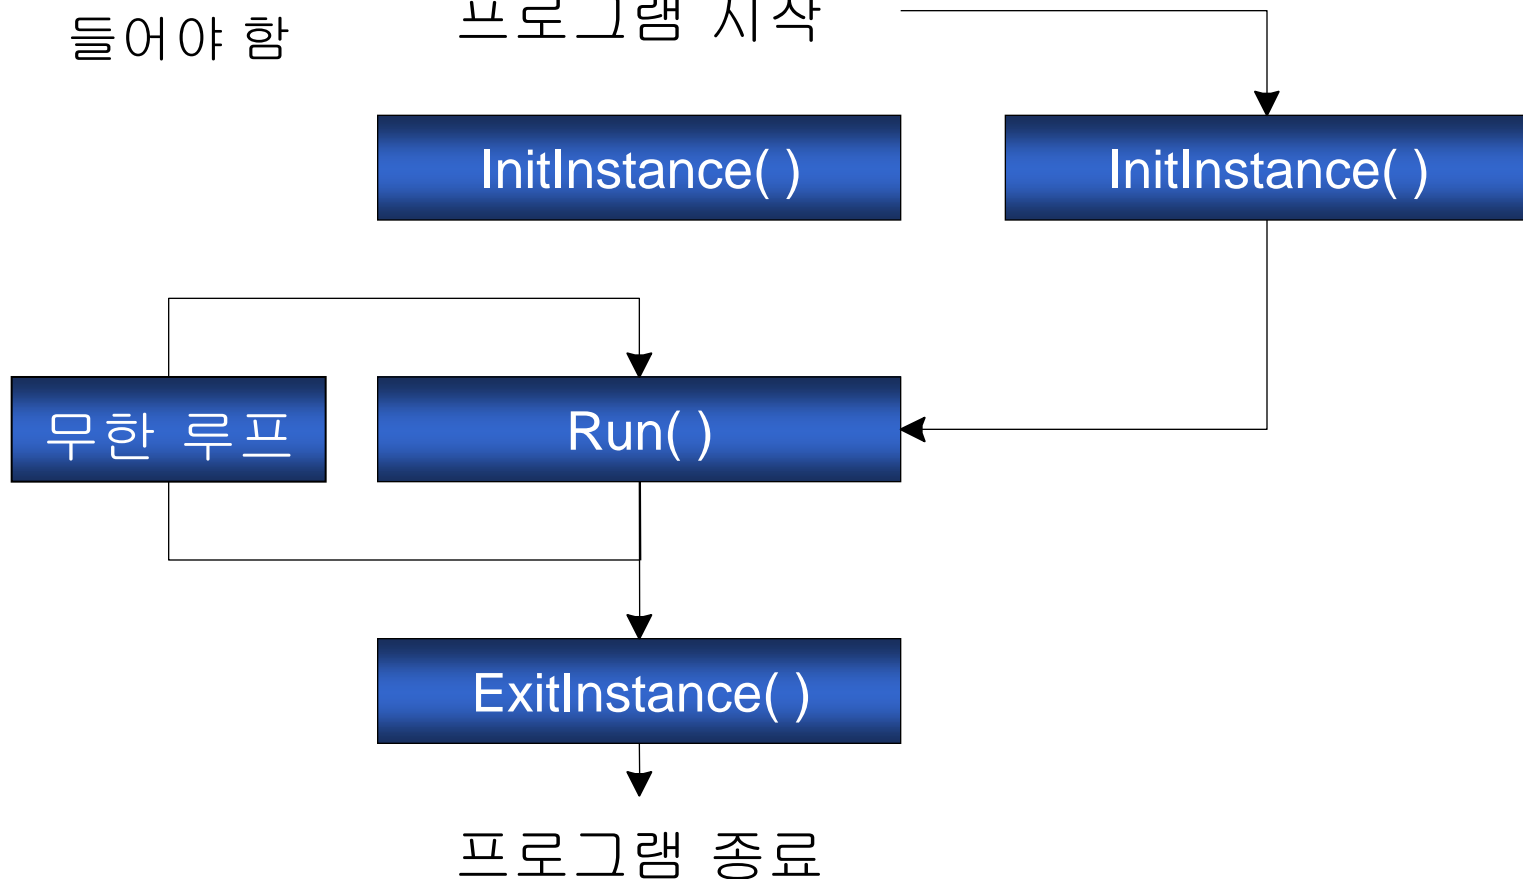 들어야 함
프로그램 시작
InitInstance( )
InitInstance( )
무한 루프
Run( )
ExitInstance( )
프로그램 종료